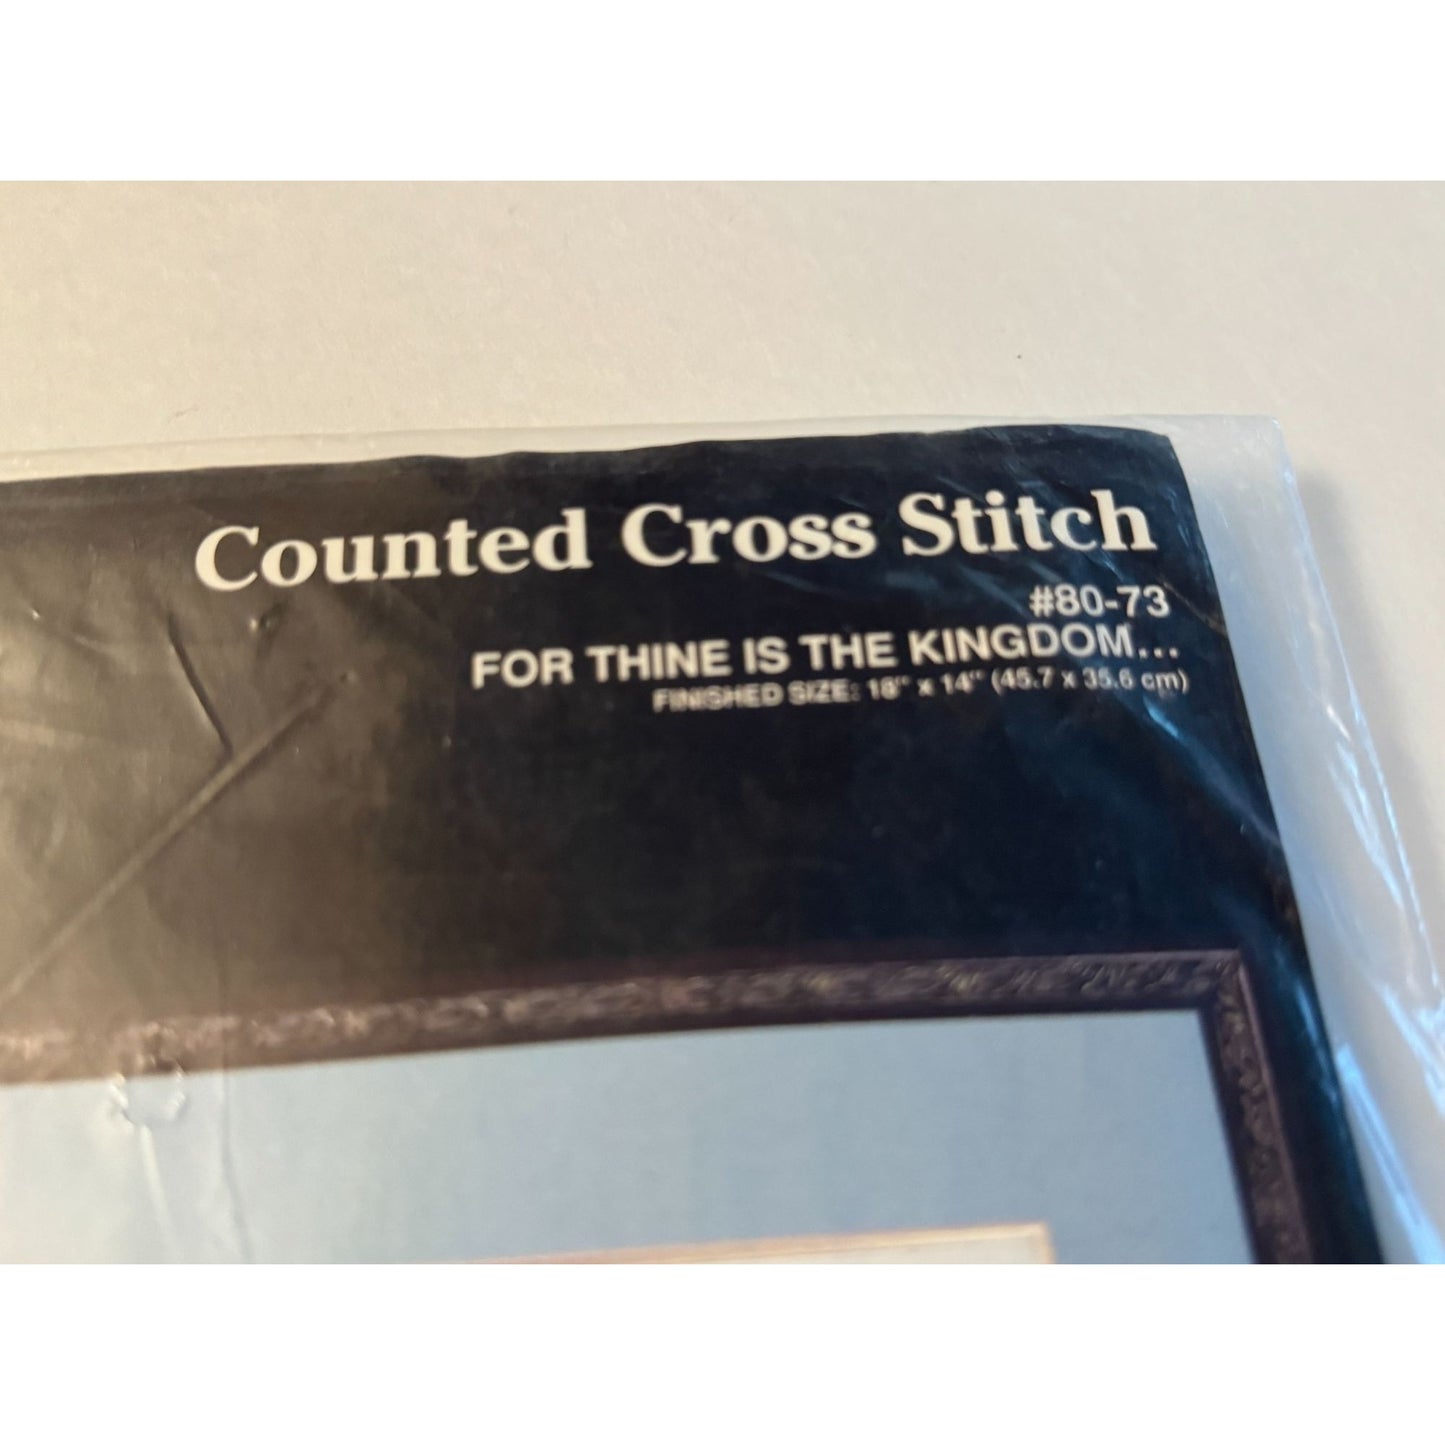 Counted Cross Stitch
#80-73
FOR THINE IS THE KINGDOM...
FINISHED SIZE: 18" x 14" (45.7 x 35.6 cm)